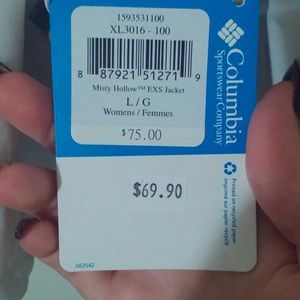 1593531100
XL3016 - 100
8 87921 51271 9
Misty Hollow™ EXS Jacket
L / G
Womens / Femmes
$75.00
$69.90
062542
Columbia
Sportswear Company
Printed on recycled paper
imprimé sur papier recyclé